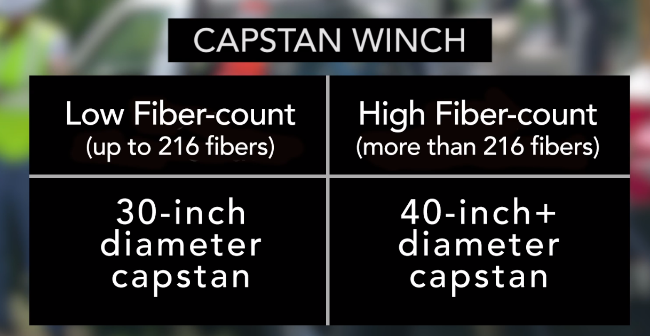 CAPSTAN WINCH
Low Fiber-count
(up to 216 fibers)
High Fiber-count
(more than 216 fibers)
30-inch
diameter
capstan
40-inch+
diameter
capstan